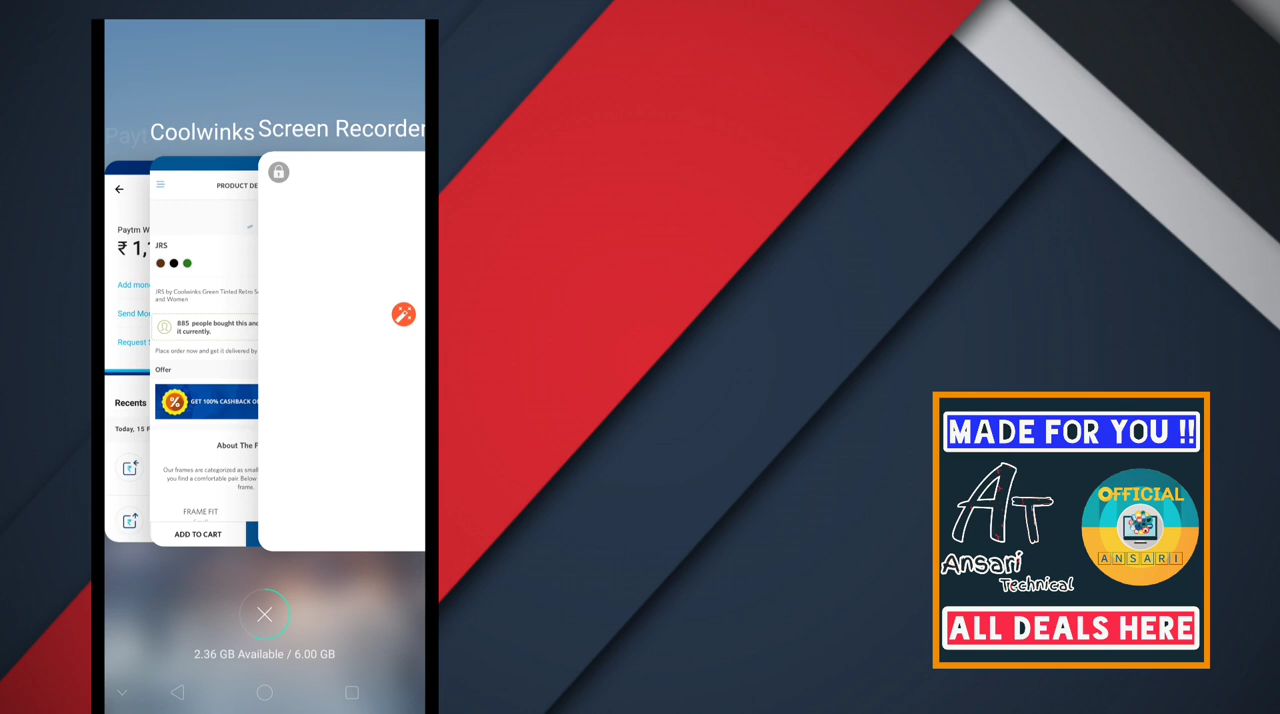 Payt
Coolwinks
Screen Recorder
PRODUCT DE
Paytm W
₹ 1,
Add mon
Send Mo
Request
JRS
JRS by Coolwinks Green Tinted Retro S
and Women
885 people bought this and
it currently.
Place order now and get it delivered by
Offer
GET 100% CASHBACK O
Recents
Today, 15 F
About The F
Our frames are categorized as small
you find a comfortable pair. Below
frame.
FRAME FIT
ADD TO CART
2.36 GB Available / 6.00 GB
MADE FOR YOU !!
AT
Ansari
Technical
OFFICIAL
ANSARI
ALL DEALS HERE